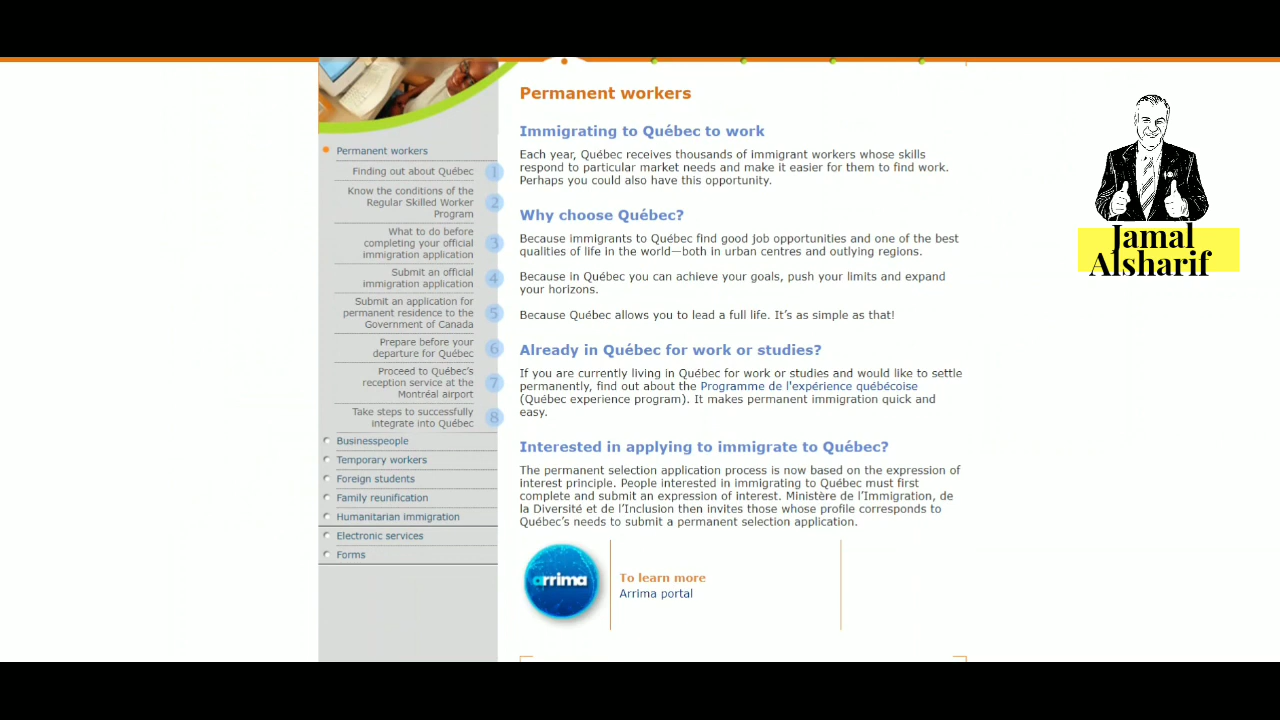 Permanent workers
Finding out about Québec
1
Know the conditions of the
Regular Skilled Worker
Program
2
What to do before
completing your official
immigration application
3
Submit an official
immigration application
4
Submit an application for
permanent residence to the
Government of Canada
5
Prepare before your
departure for Québec
6
Proceed to Québec's
reception service at the
Montréal airport
7
Take steps to successfully
integrate into Québec
8
Businesspeople
Temporary workers
Foreign students
Family reunification
Humanitarian immigration
Electronic services
Forms
Permanent workers
Immigrating to Québec to work
Each year, Québec receives thousands of immigrant workers whose skills
respond to particular market needs and make it easier for them to find work.
Perhaps you could also have this opportunity.
Why choose Québec?
Because immigrants to Québec find good job opportunities and one of the best
qualities of life in the world—both in urban centres and outlying regions.
Because in Québec you can achieve your goals, push your limits and expand
your horizons.
Because Québec allows you to lead a full life. It's as simple as that!
Already in Québec for work or studies?
If you are currently living in Québec for work or studies and would like to settle
permanently, find out about the Programme de l'expérience québécoise
(Québec experience program). It makes permanent immigration quick and
easy.
Interested in applying to immigrate to Québec?
The permanent selection application process is now based on the expression of
interest principle. People interested in immigrating to Québec must first
complete and submit an expression of interest. Ministère de l'Immigration, de
la Diversité et de l'Inclusion then invites those whose profile corresponds to
Québec's needs to submit a permanent selection application.
arrima
To learn more
Arrima portal
Jamal
Alsharif